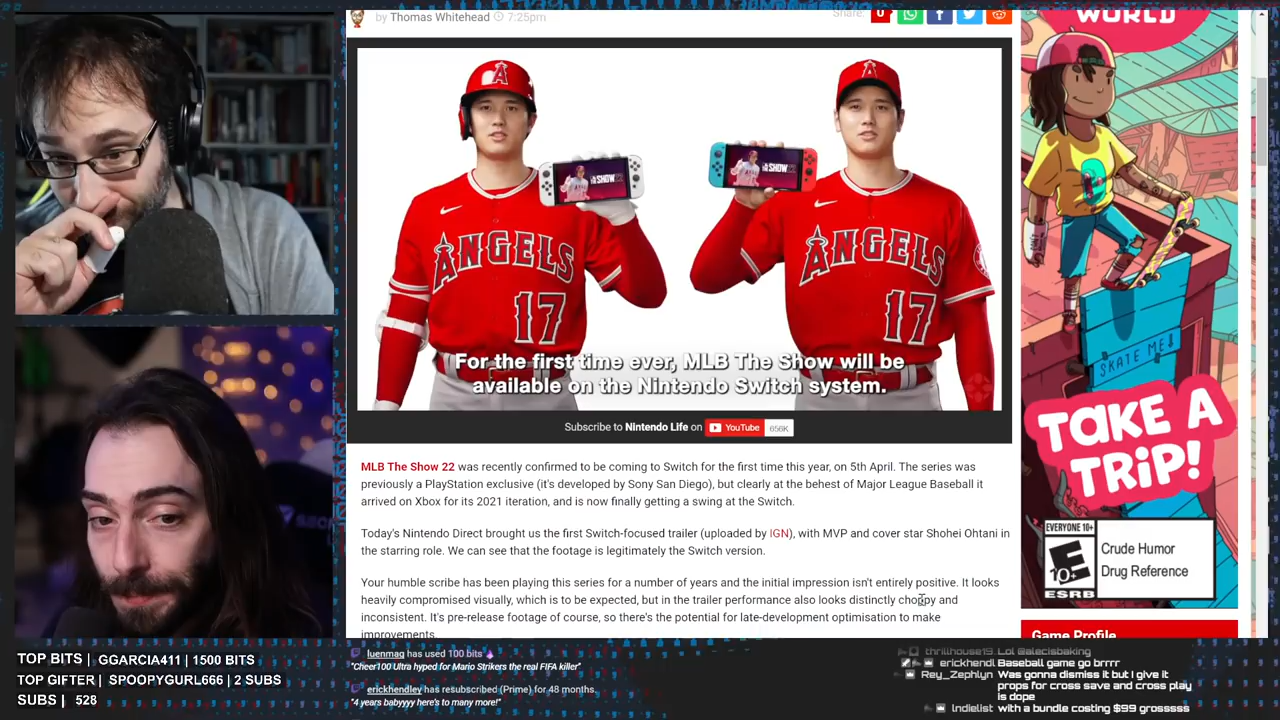 by Thomas Whitehead 7:25pm
Share:
WORLD
A
A
SHOW 22
SHOW 22
ANGELS
17
ANGELS
17
For the first time ever, MLB The Show will be
available on the Nintendo Switch system.
Subscribe to Nintendo Life on YouTube 656K
SKATE ME
TAKE A
TRiP!
EVERYONE 10+
E
10+
ESRB
Crude Humor
Drug Reference
MLB The Show 22 was recently confirmed to be coming to Switch for the first time this year, on 5th April. The series was
previously a PlayStation exclusive (it's developed by Sony San Diego), but clearly at the behest of Major League Baseball it
arrived on Xbox for its 2021 iteration, and is now finally getting a swing at the Switch.
Today's Nintendo Direct brought us the first Switch-focused trailer (uploaded by IGN), with MVP and cover star Shohei Ohtani in
the starring role. We can see that the footage is legitimately the Switch version.
Your humble scribe has been playing this series for a number of years and the initial impression isn't entirely positive. It looks
heavily compromised visually, which is to be expected, but in the trailer performance also looks distinctly choppy and
inconsistent. It's pre-release footage of course, so there's the potential for late-development optimisation to make
improvements.
Game Profile
TOP BITS | GGARCIA411 | 1500 BITS
TOP GIFTER | SPOOPYGURL666 | 2 SUBS
SUBS | 528
luenmag has used 100 bits
"Cheer100 Ultra hyped for Mario Strikers the real FIFA killer"
erickhendley has resubscribed (Prime) for 48 months.
"4 years babyyyy here's to many more!"
thrillhouse19 Lol @alecisbaking
erickhendl Baseball game go brrrr
Rey_Zephlyn Was gonna dismiss it but I give it
props for cross save and cross play
is dope
Indielist with a bundle costing $99 grosssss